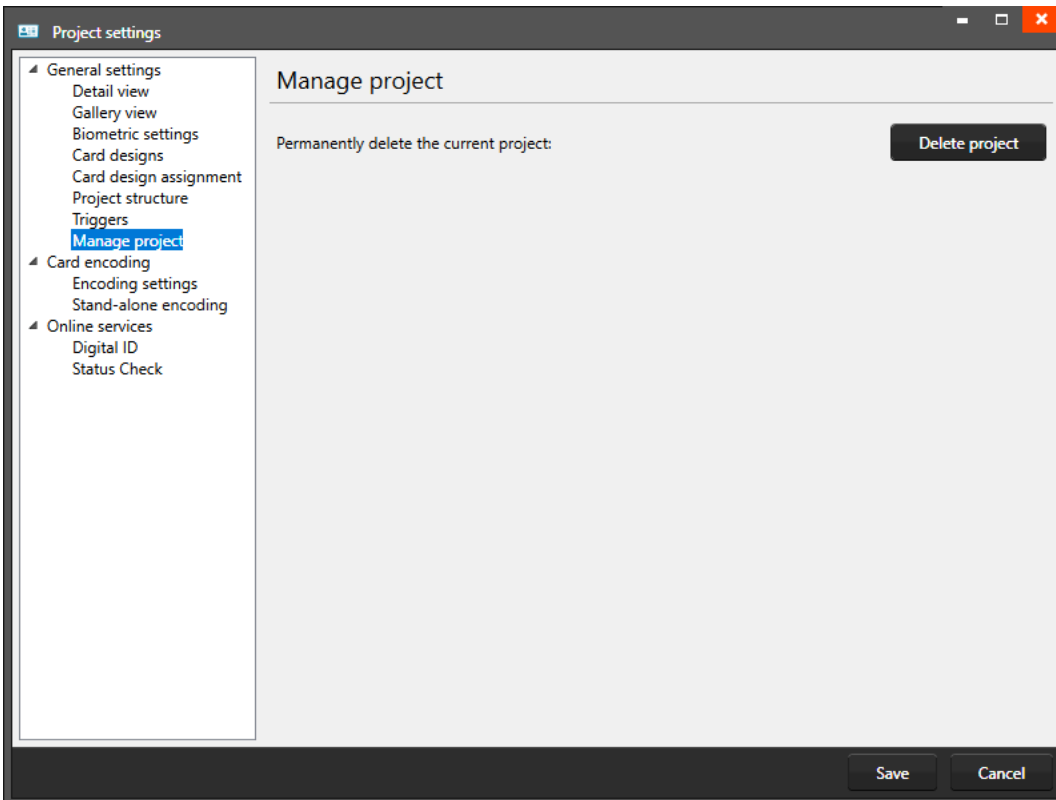 Project settings
General settings
Detail view
Gallery view
Biometric settings
Card designs
Card design assignment
Project structure
Triggers
Manage project
Card encoding
Encoding settings
Stand-alone encoding
Online services
Digital ID
Status Check
Manage project
Permanently delete the current project:
Delete project
Save
Cancel